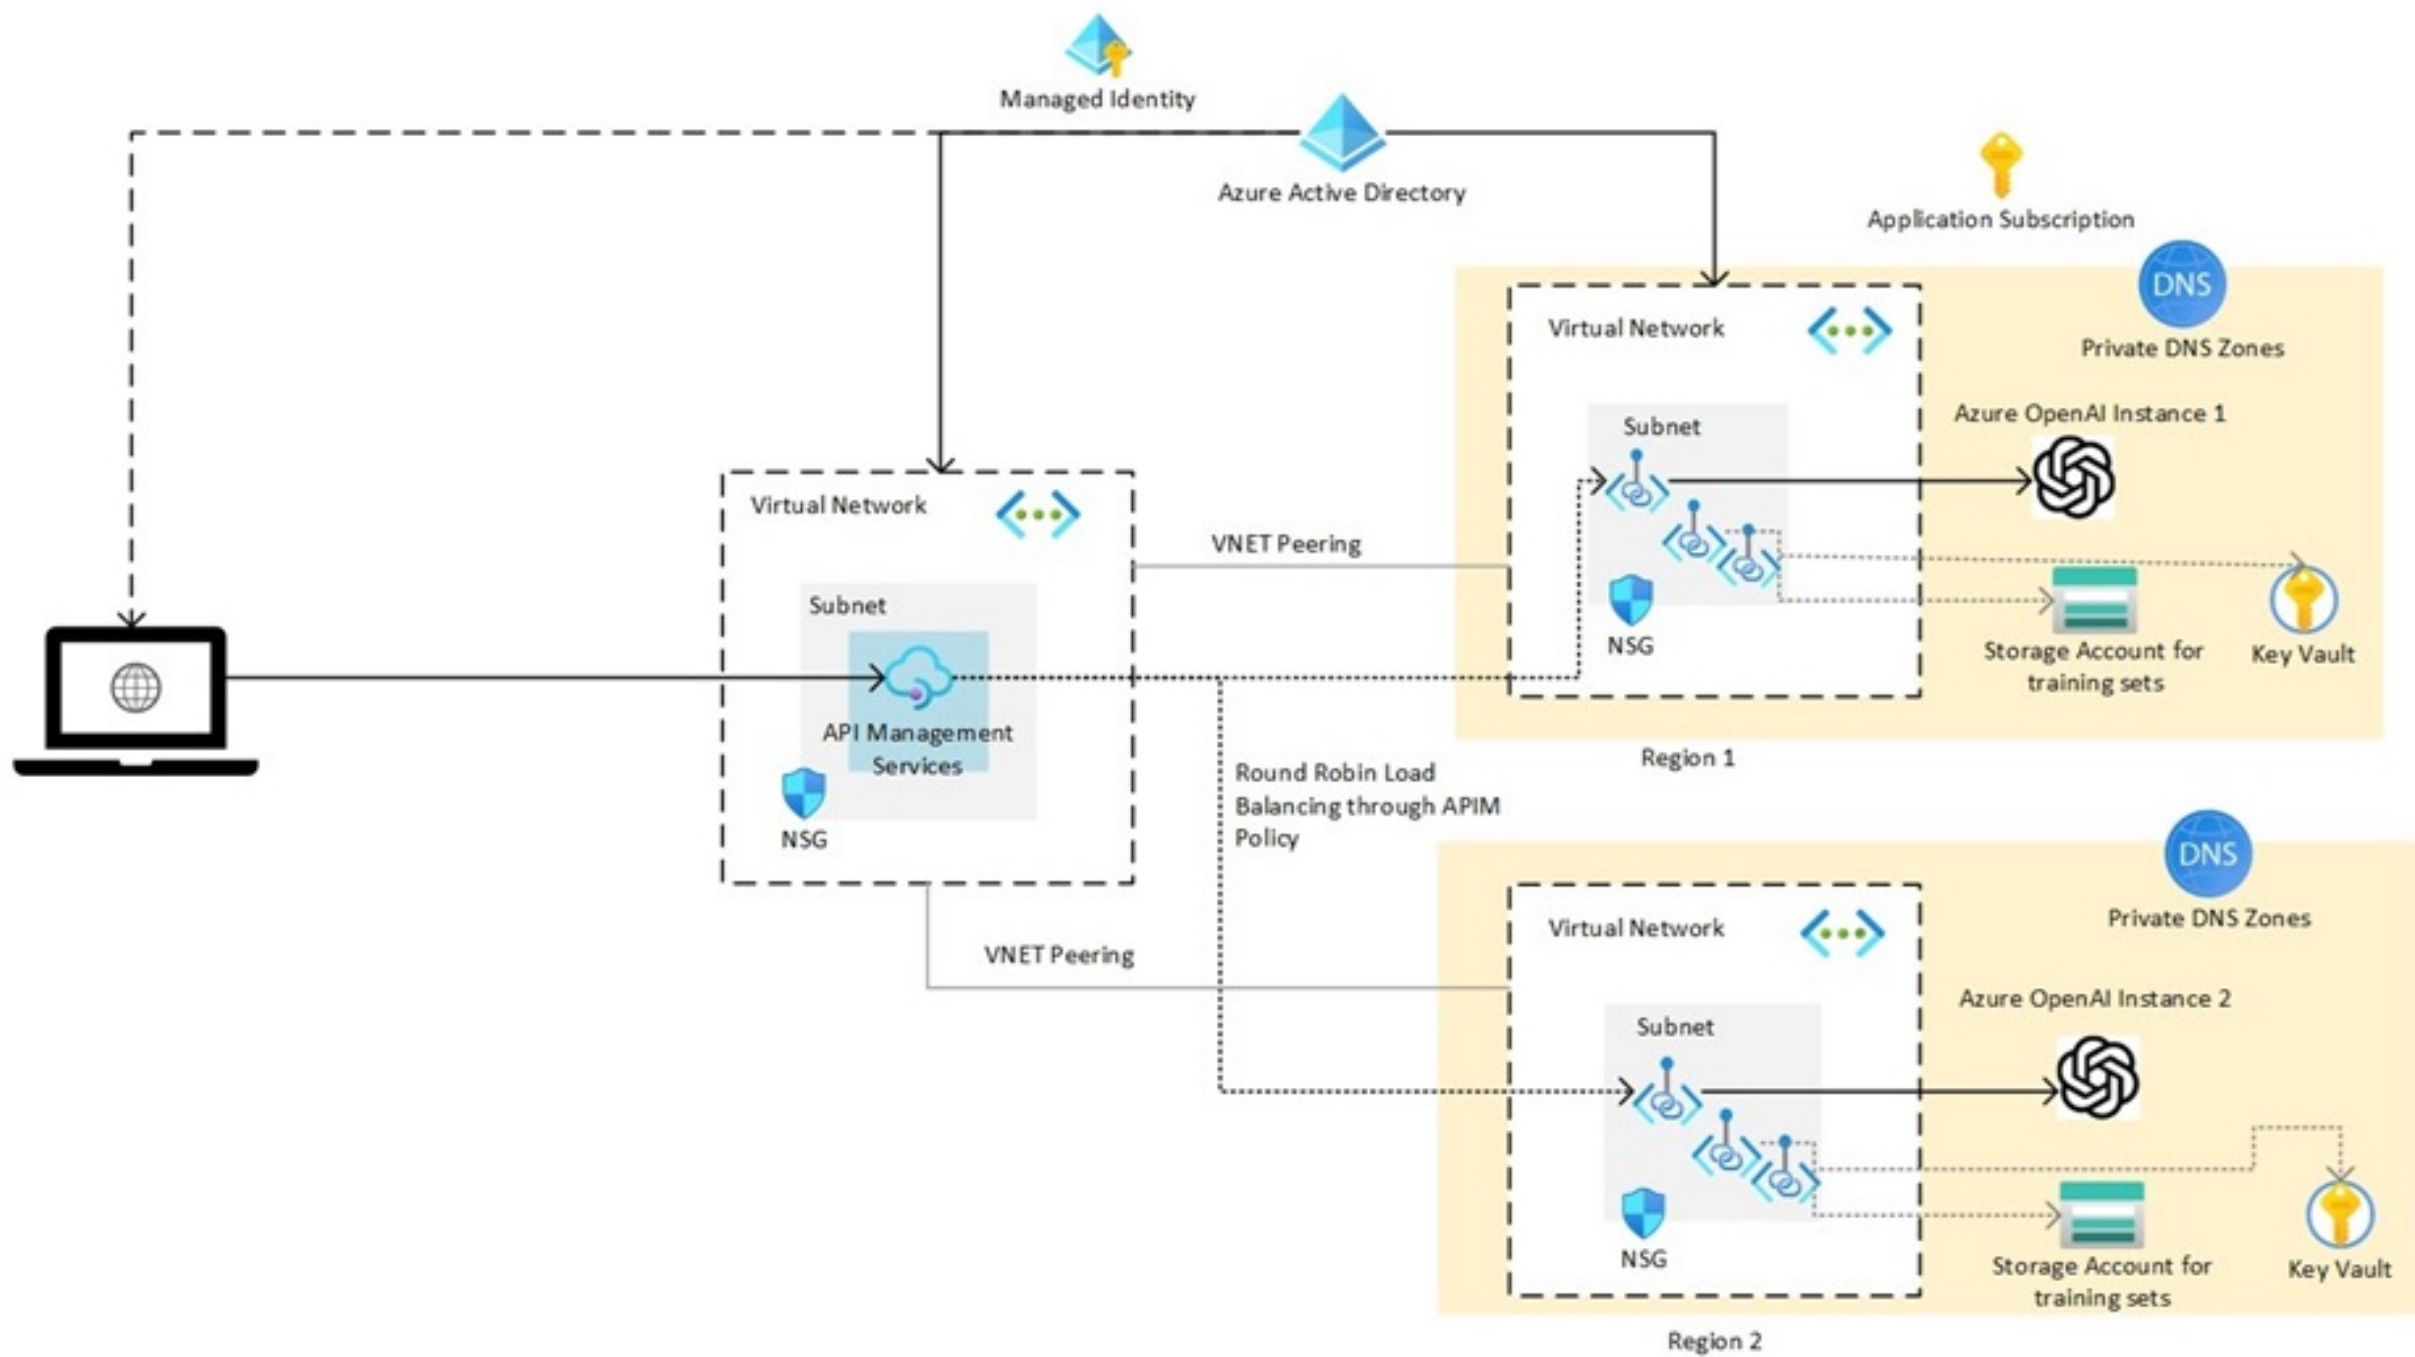 Managed Identity
Azure Active Directory
Application Subscription
DNS
Private DNS Zones
Virtual Network
Azure OpenAI Instance 1
Subnet
NSG
Storage Account for
training sets
Key Vault
Region 1
VNET Peering
Virtual Network
Subnet
API Management
Services
NSG
Round Robin Load
Balancing through APIM
Policy
VNET Peering
DNS
Private DNS Zones
Virtual Network
Azure OpenAI Instance 2
Subnet
NSG
Storage Account for
training sets
Key Vault
Region 2